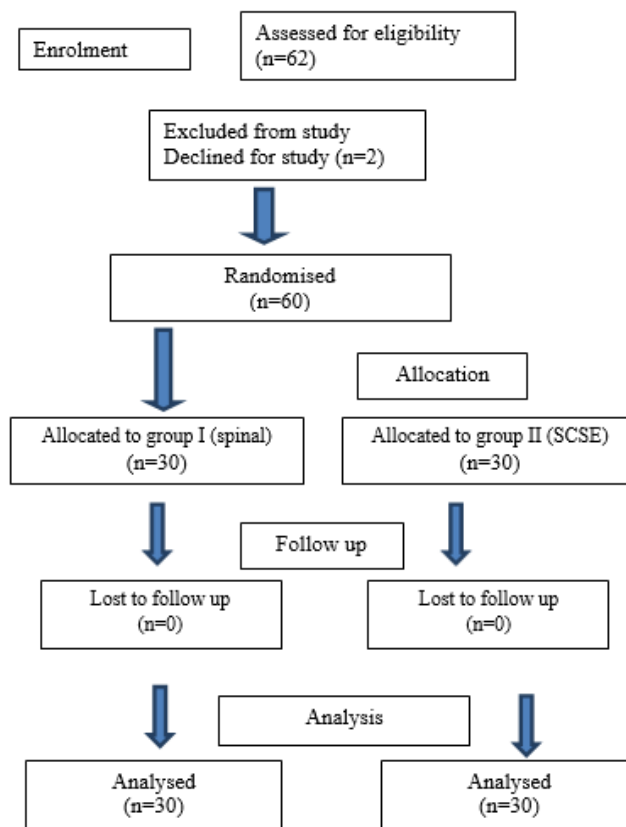 Enrolment
Assessed for eligibility
(n=62)
Excluded from study
Declined for study (n=2)
Randomised
(n=60)
Allocation
Allocated to group I (spinal)
(n=30)
Allocated to group II (SCSE)
(n=30)
Follow up
Lost to follow up
(n=0)
Lost to follow up
(n=0)
Analysis
Analysed
(n=30)
Analysed
(n=30)